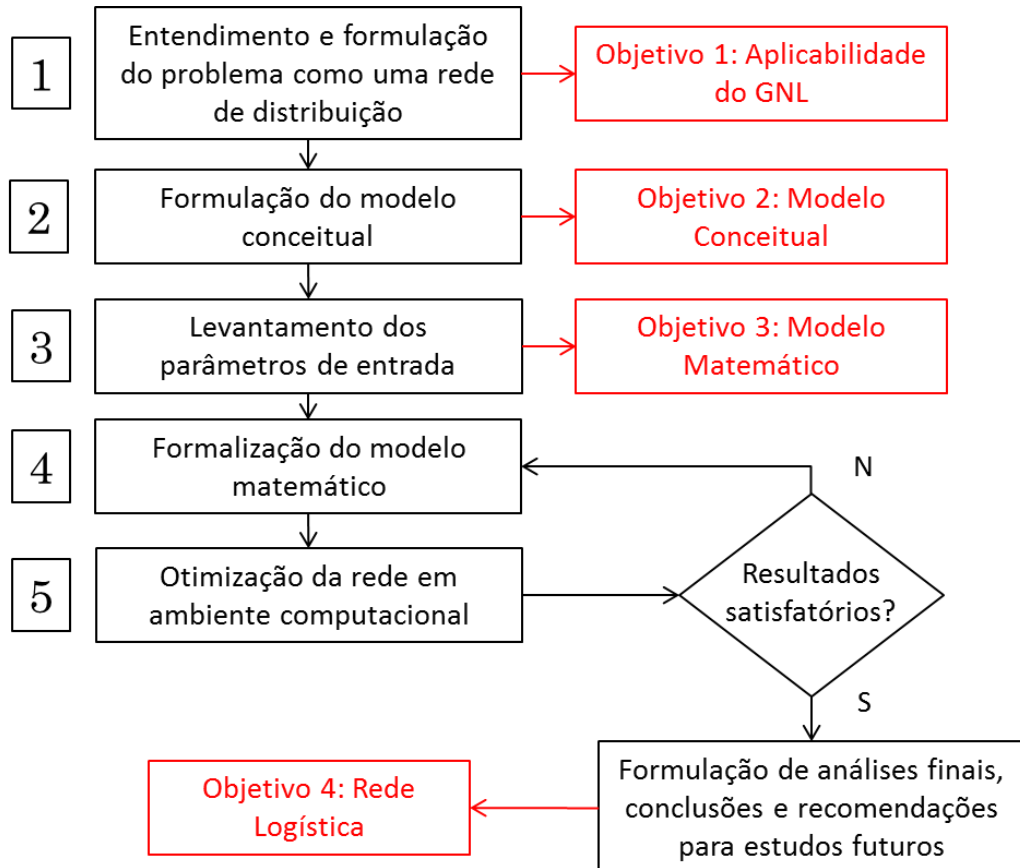 1
Entendimento e formulação
do problema como uma rede
de distribuição
Objetivo 1: Aplicabilidade
do GNL
2
Formulação do modelo
conceitual
Objetivo 2: Modelo
Conceitual
3
Levantamento dos
parâmetros de entrada
Objetivo 3: Modelo
Matemático
4
Formalização do modelo
matemático
N
5
Otimização da rede em
ambiente computacional
Resultados
satisfatórios?
S
Objetivo 4: Rede
Logística
Formulação de análises finais,
conclusões e recomendações
para estudos futuros